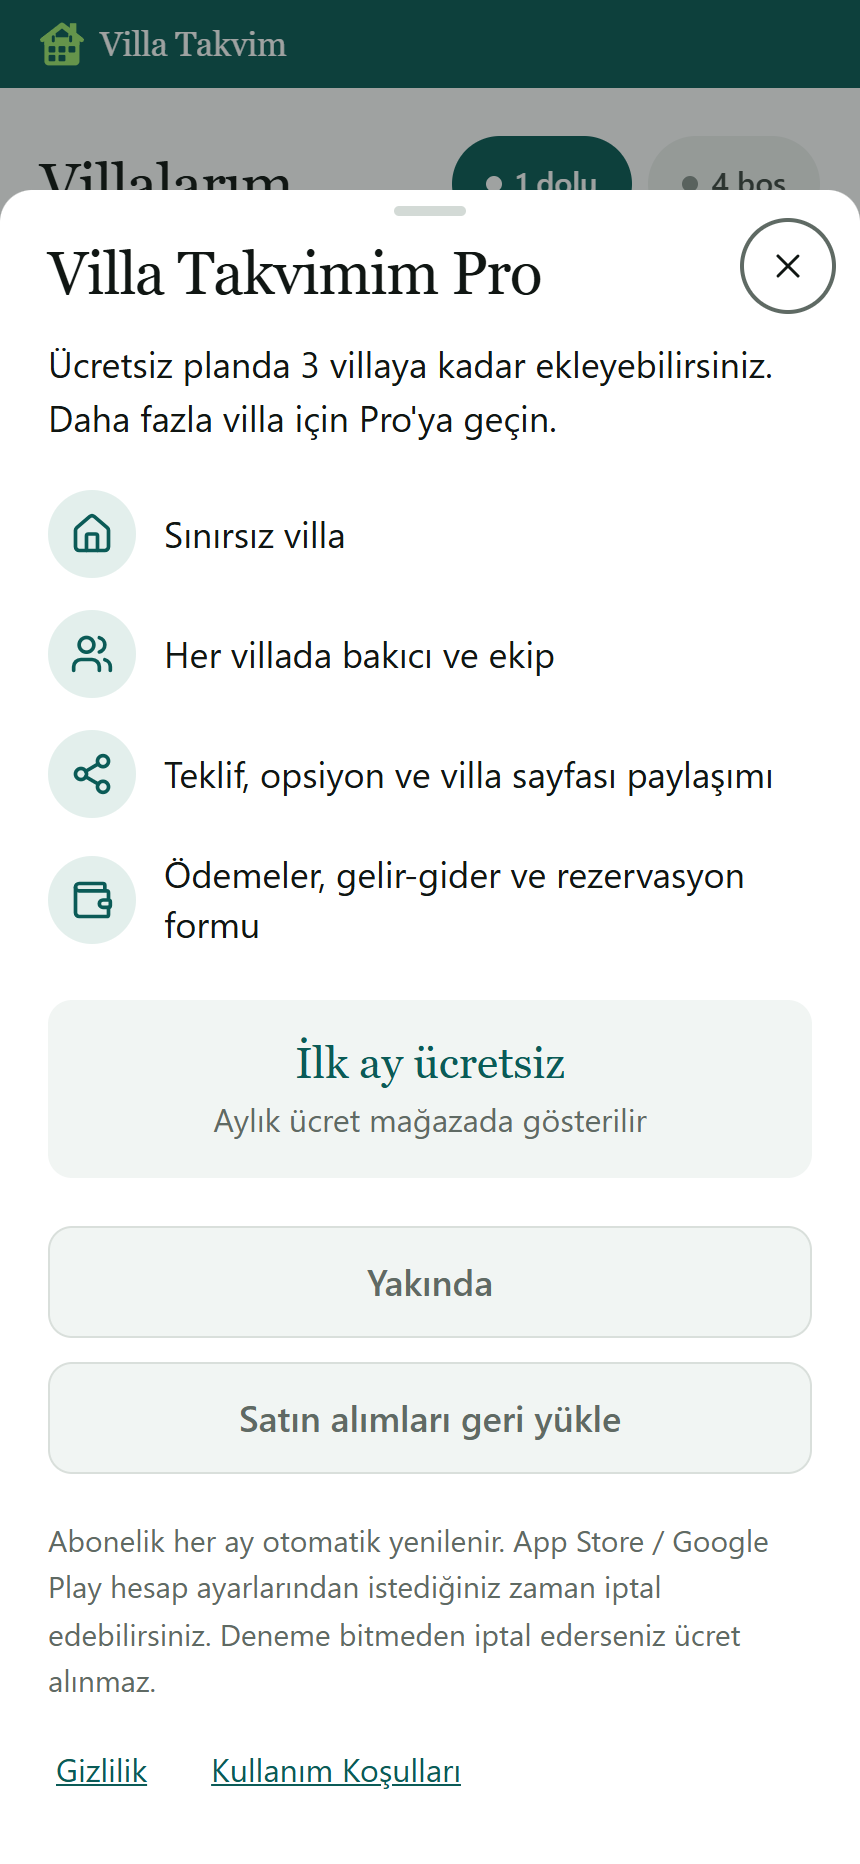 Villa Takvim
Villalarım
1 dolu
4 boş
Villa Takvimim Pro
Ücretsiz planda 3 villaya kadar ekleyebilirsiniz.
Daha fazla villa için Pro'ya geçin.
Sınırsız villa
Her villada bakıcı ve ekip
Teklif, opsiyon ve villa sayfası paylaşımı
Ödemeler, gelir-gider ve rezervasyon
formu
İlk ay ücretsiz
Aylık ücret mağazada gösterilir
Yakında
Satın alımları geri yükle
Abonelik her ay otomatik yenilenir. App Store / Google
Play hesap ayarlarından istediğiniz zaman iptal
edebilirsiniz. Deneme bitmeden iptal ederseniz ücret
alınmaz.
Gizlilik
Kullanım Koşulları